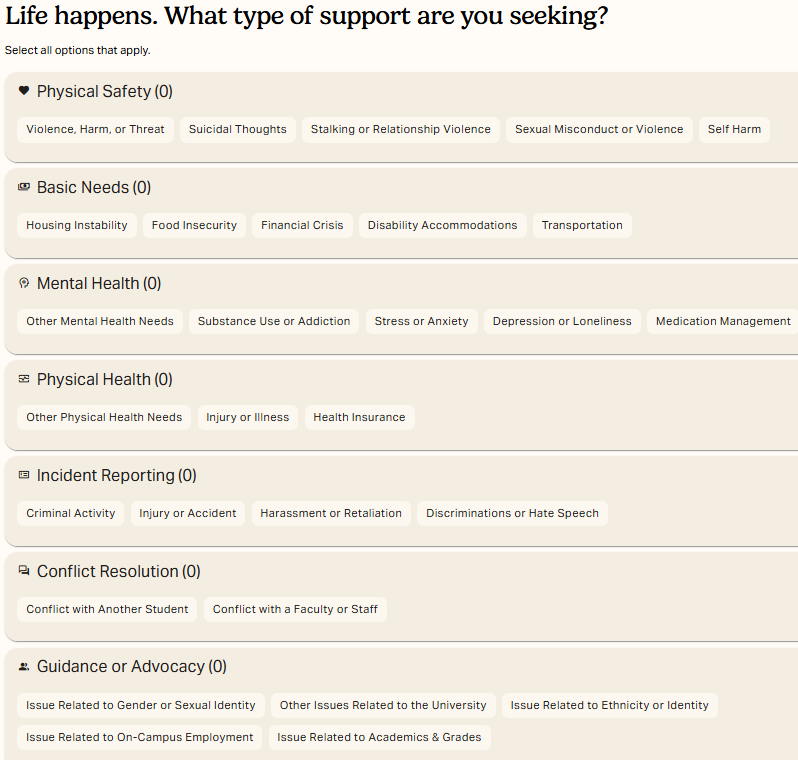 Life happens. What type of support are you seeking?
Select all options that apply.
Physical Safety (0)
Violence, Harm, or Threat Suicidal Thoughts Stalking or Relationship Violence Sexual Misconduct or Violence Self Harm
Basic Needs (0)
Housing Instability Food Insecurity Financial Crisis Disability Accommodations Transportation
Mental Health (0)
Other Mental Health Needs Substance Use or Addiction Stress or Anxiety Depression or Loneliness Medication Management
Physical Health (0)
Other Physical Health Needs Injury or Illness Health Insurance
Incident Reporting (0)
Criminal Activity Injury or Accident Harassment or Retaliation Discriminations or Hate Speech
Conflict Resolution (0)
Conflict with Another Student Conflict with a Faculty or Staff
Guidance or Advocacy (0)
Issue Related to Gender or Sexual Identity Other Issues Related to the University Issue Related to Ethnicity or Identity
Issue Related to On-Campus Employment Issue Related to Academics & Grades